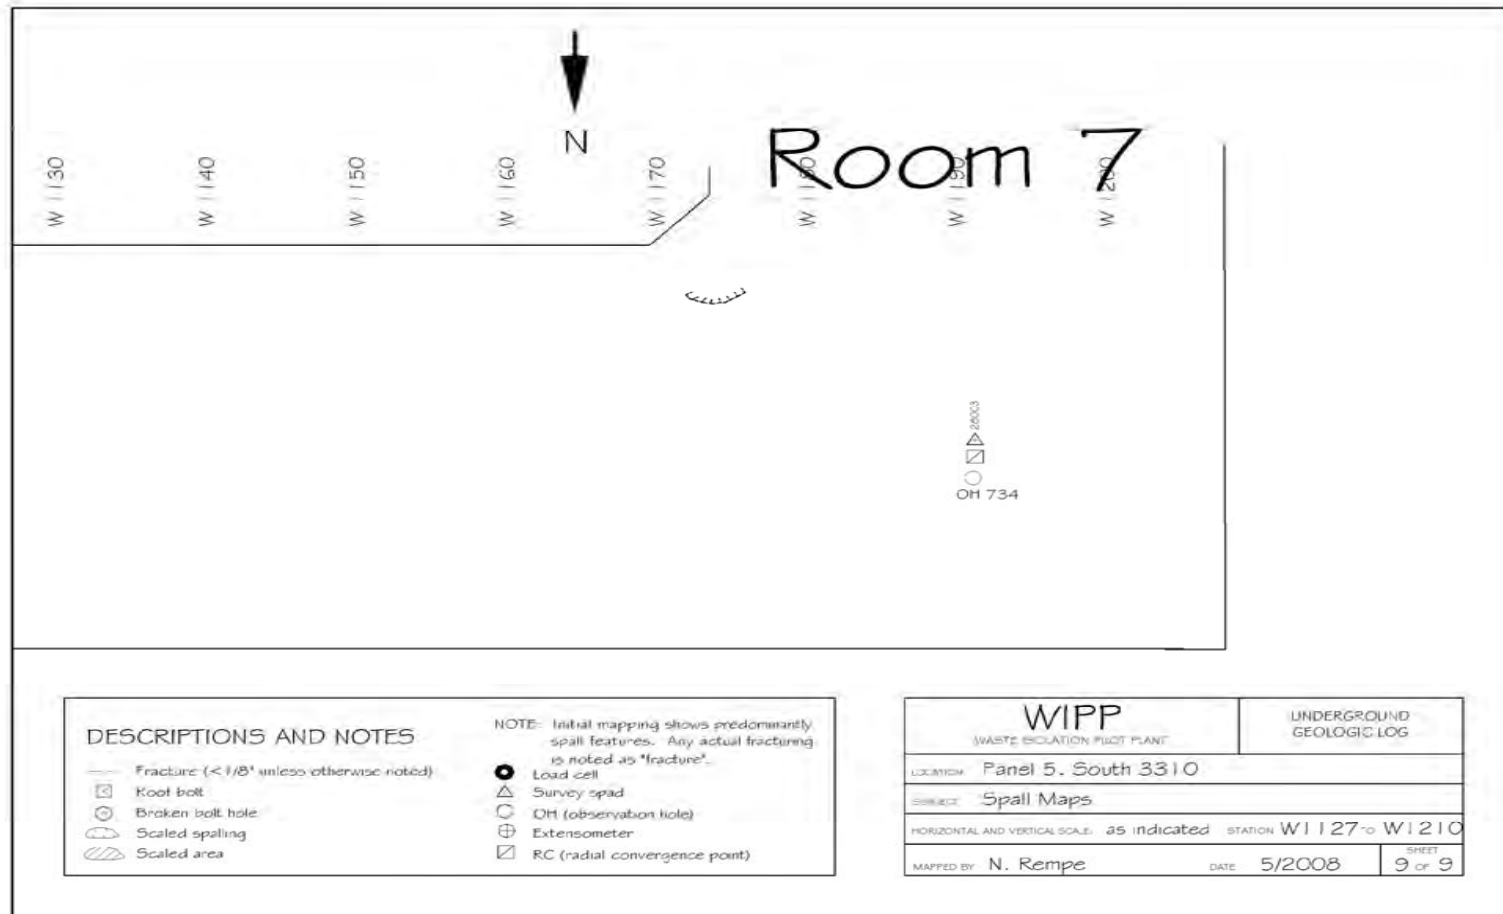 N
Room 7
W 1130
W 1140
W 1150
W 1160
W 1170
W 1180
W 1190
W 1200
28003
OH 734
DESCRIPTIONS AND NOTES
Fracture (<1/8" unless otherwise noted)
Roof bolt
Broken bolt hole
Scaled spalling
Scaled area
NOTE: Initial mapping shows predominantly
spall features. Any actual fracturing
is noted as "fracture".
Load cell
Survey spad
OH (observation hole)
Extensometer
RC (radial convergence point)
WIPP
WASTE ISOLATION PILOT PLANT
UNDERGROUND
GEOLOGIC LOG
LOCATION Panel 5, South 3310
SUBJECT Spall Maps
HORIZONTAL AND VERTICAL SCALE: as indicated STATION W1127 TO W1210
MAPPED BY N. Rempe DATE 5/2008 SHEET
9 OF 9